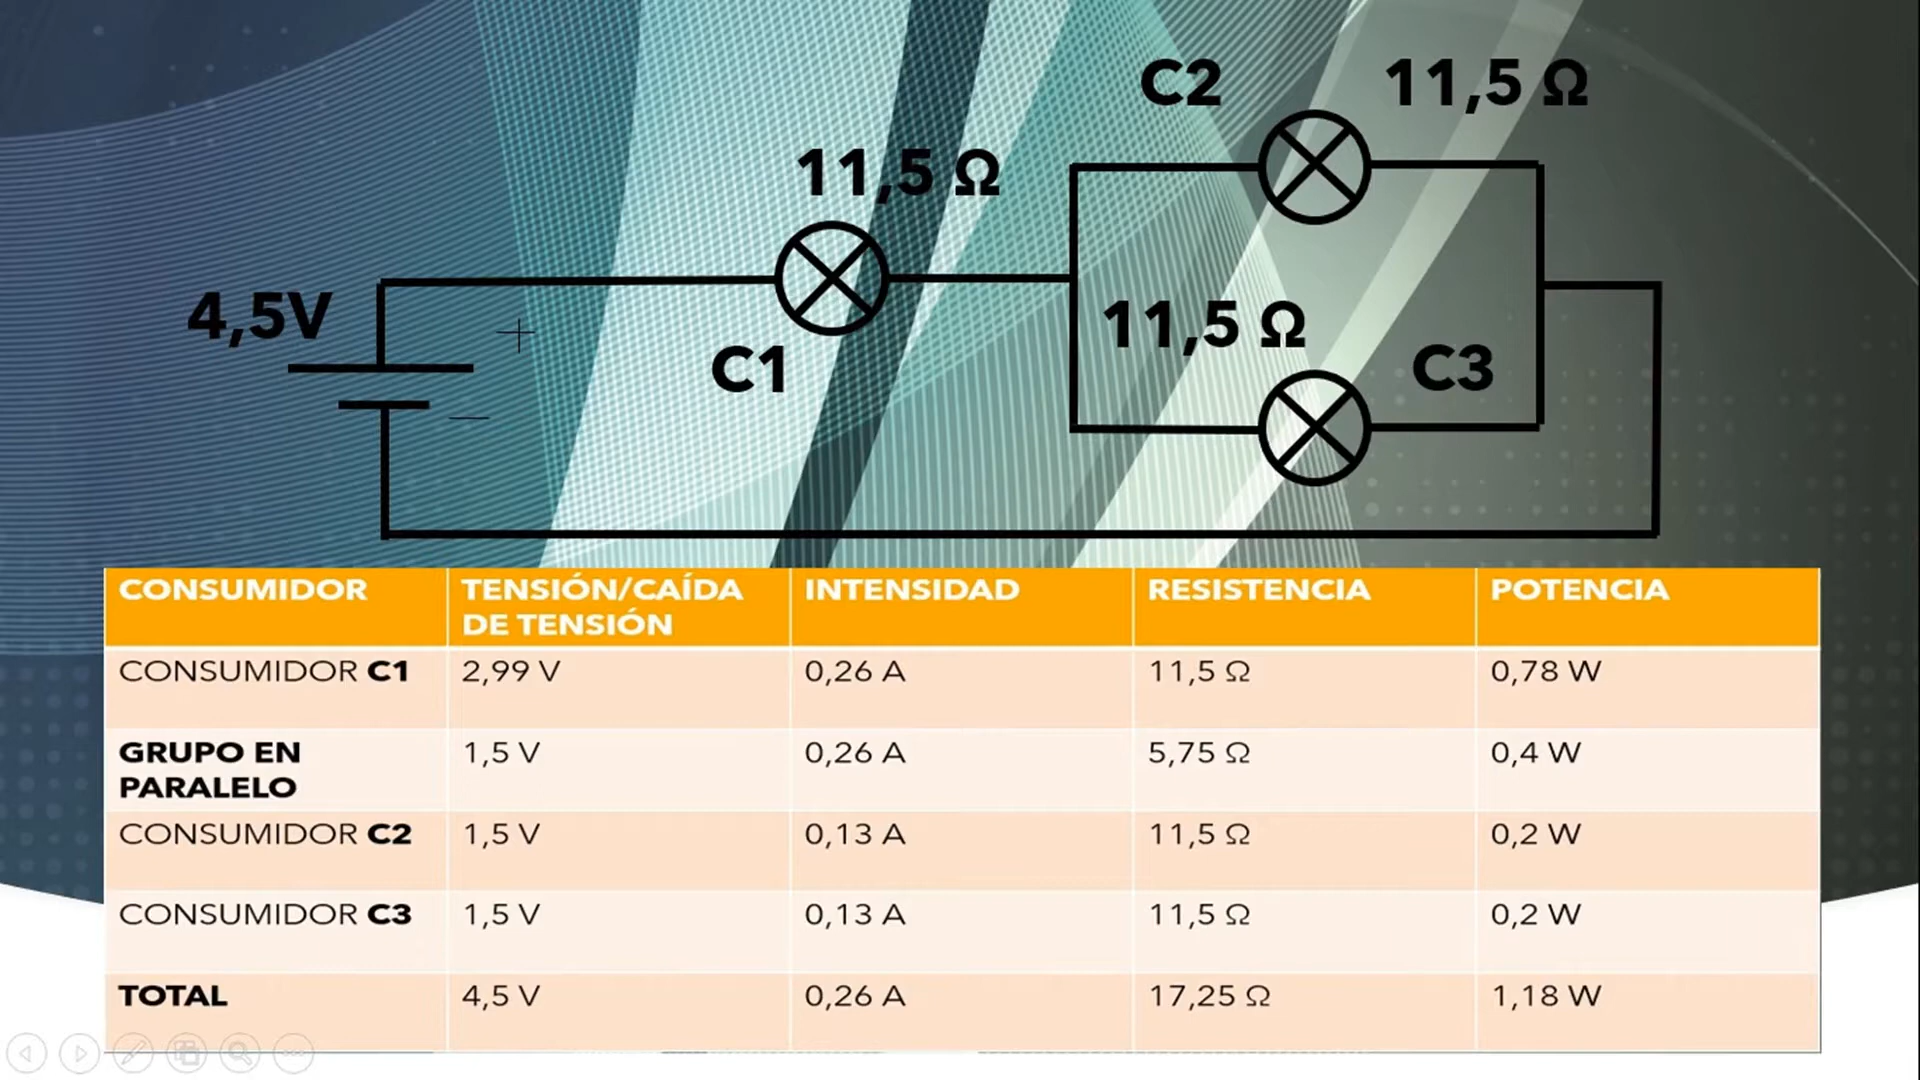 C2 11,5 Ω
11,5 Ω
4,5V
+
11,5 Ω
C1
C3
—
CONSUMIDOR TENSIÓN/CAÍDA DE TENSIÓN INTENSIDAD RESISTENCIA POTENCIA
CONSUMIDOR C1 2,99 V 0,26 A 11,5 Ω 0,78 W
GRUPO EN PARALELO 1,5 V 0,26 A 5,75 Ω 0,4 W
CONSUMIDOR C2 1,5 V 0,13 A 11,5 Ω 0,2 W
CONSUMIDOR C3 1,5 V 0,13 A 11,5 Ω 0,2 W
TOTAL 4,5 V 0,26 A 17,25 Ω 1,18 W